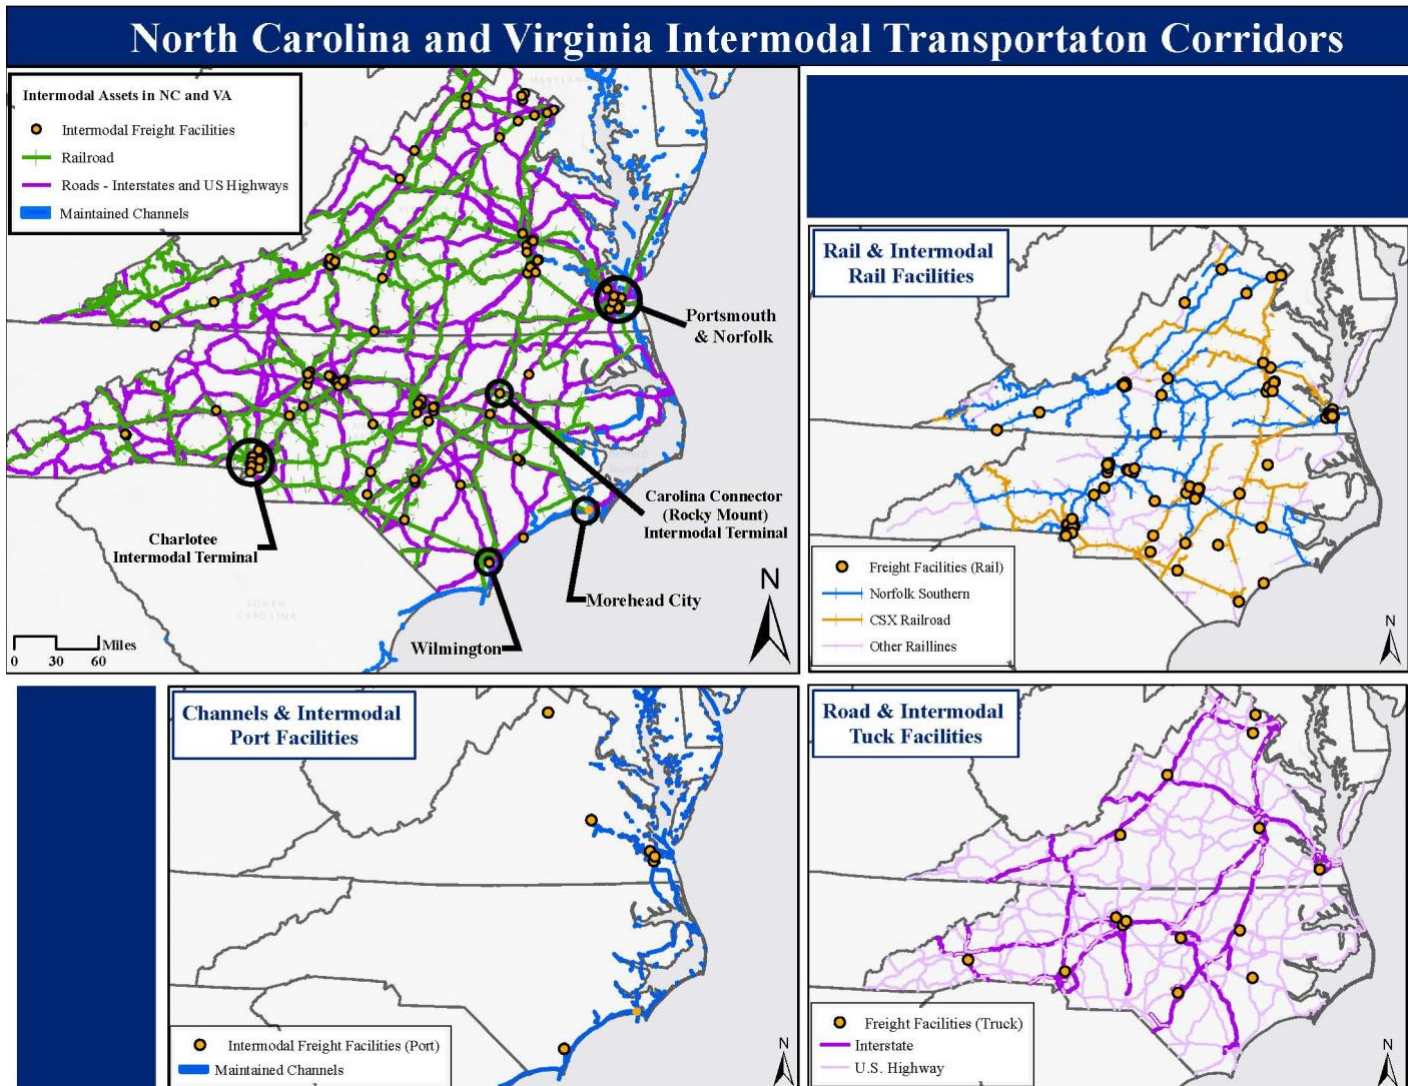 North Carolina and Virginia Intermodal Transportaton Corridors
Intermodal Assets in NC and VA
Intermodal Freight Facilities
Railroad
Roads - Interstates and US Highways
Maintained Channels
Portsmouth
& Norfolk
Carolina Connector
(Rocky Mount)
Intermodal Terminal
Charlotee
Intermodal Terminal
Morehead City
Wilmington
SOUTH
CAROLINA
N
Miles
0 30 60
Rail & Intermodal
Rail Facilities
Freight Facilities (Rail)
Norfolk Southern
CSX Railroad
Other Raillines
N
Channels & Intermodal
Port Facilities
Intermodal Freight Facilities (Port)
Maintained Channels
N
Road & Intermodal
Tuck Facilities
Freight Facilities (Truck)
Interstate
U.S. Highway
N